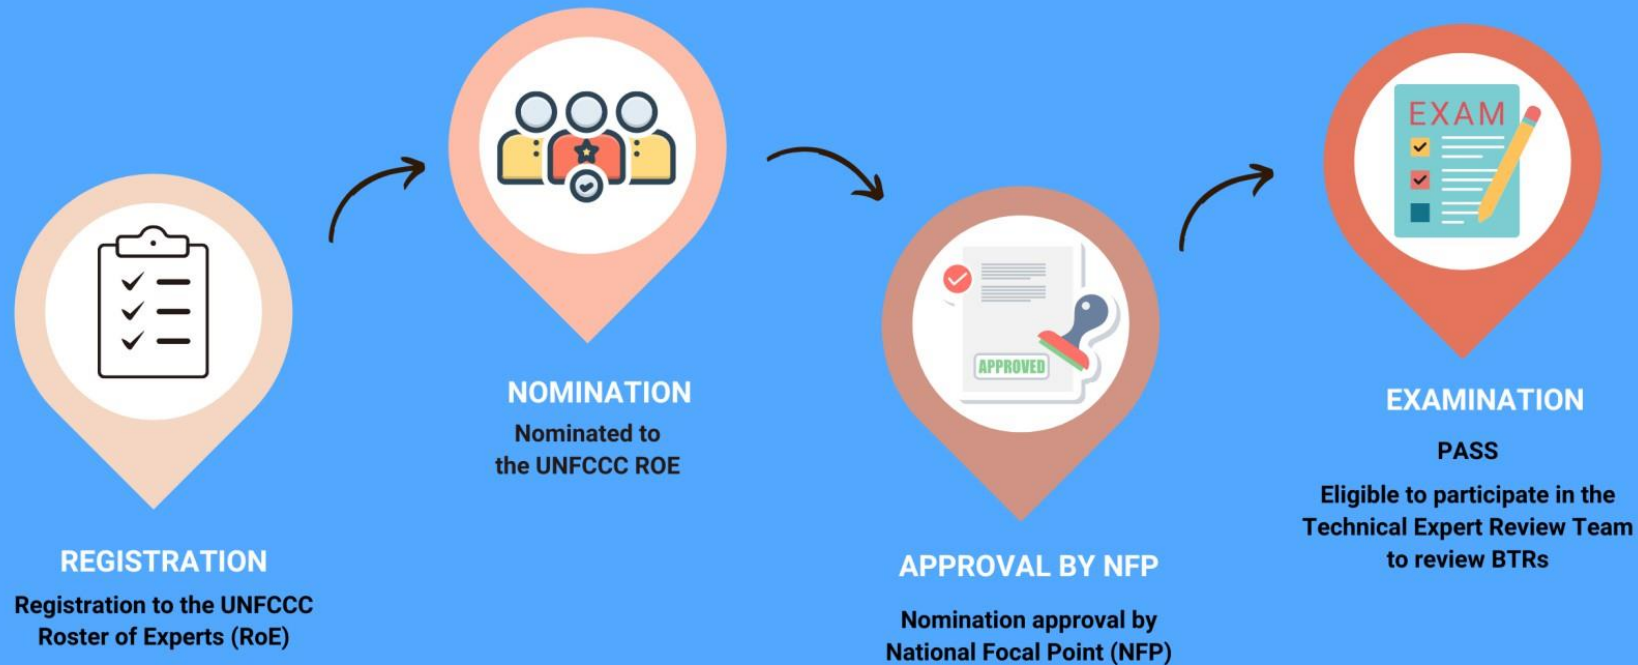 REGISTRATION
Registration to the UNFCCC
Roster of Experts (RoE)
NOMINATION
Nominated to
the UNFCCC ROE
APPROVED
APPROVAL BY NFP
Nomination approval by
National Focal Point (NFP)
EXAM
EXAMINATION
PASS
Eligible to participate in the
Technical Expert Review Team
to review BTRs